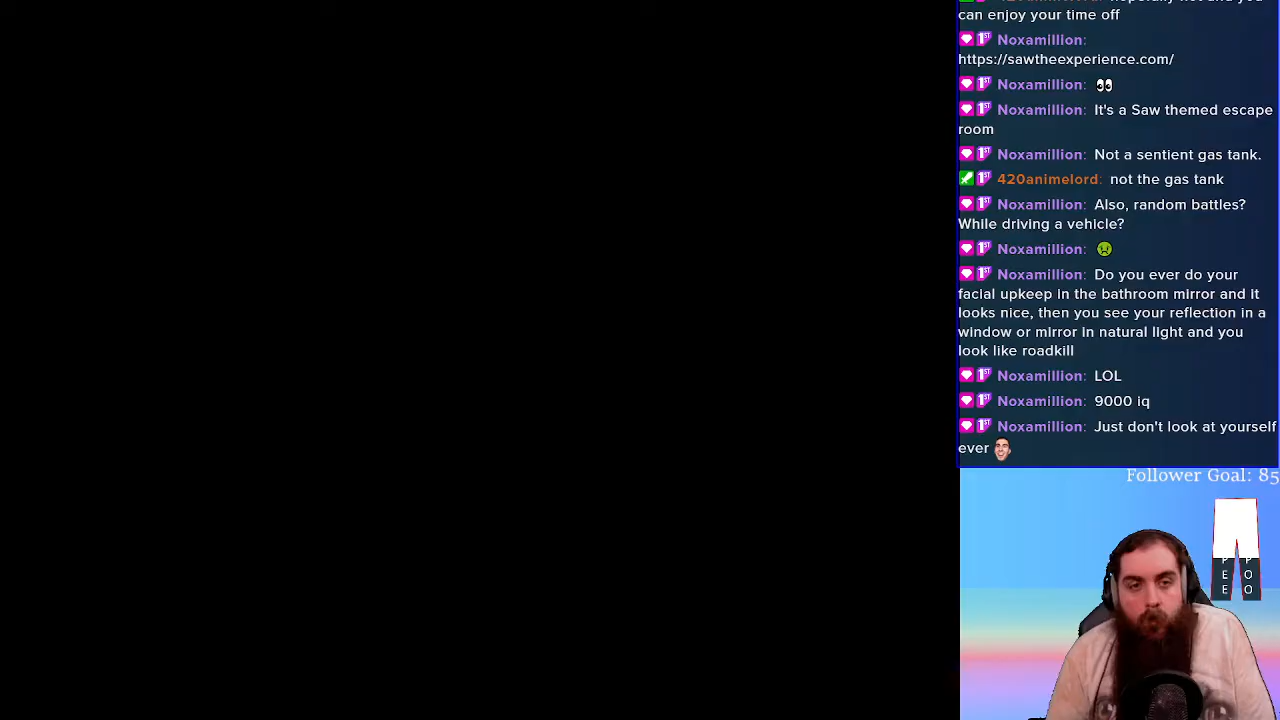 can enjoy your time off
Noxamillion:
https://sawtheexperience.com/
Noxamillion: 👀
Noxamillion: It's a Saw themed escape
room
Noxamillion: Not a sentient gas tank.
420animelord: not the gas tank
Noxamillion: Also, random battles?
While driving a vehicle?
Noxamillion: 🤢
Noxamillion: Do you ever do your
facial upkeep in the bathroom mirror and it
looks nice, then you see your reflection in a
window or mirror in natural light and you
look like roadkill
Noxamillion: LOL
Noxamillion: 9000 iq
Noxamillion: Just don't look at yourself
ever
Follower Goal: 85
P P
E O
E O